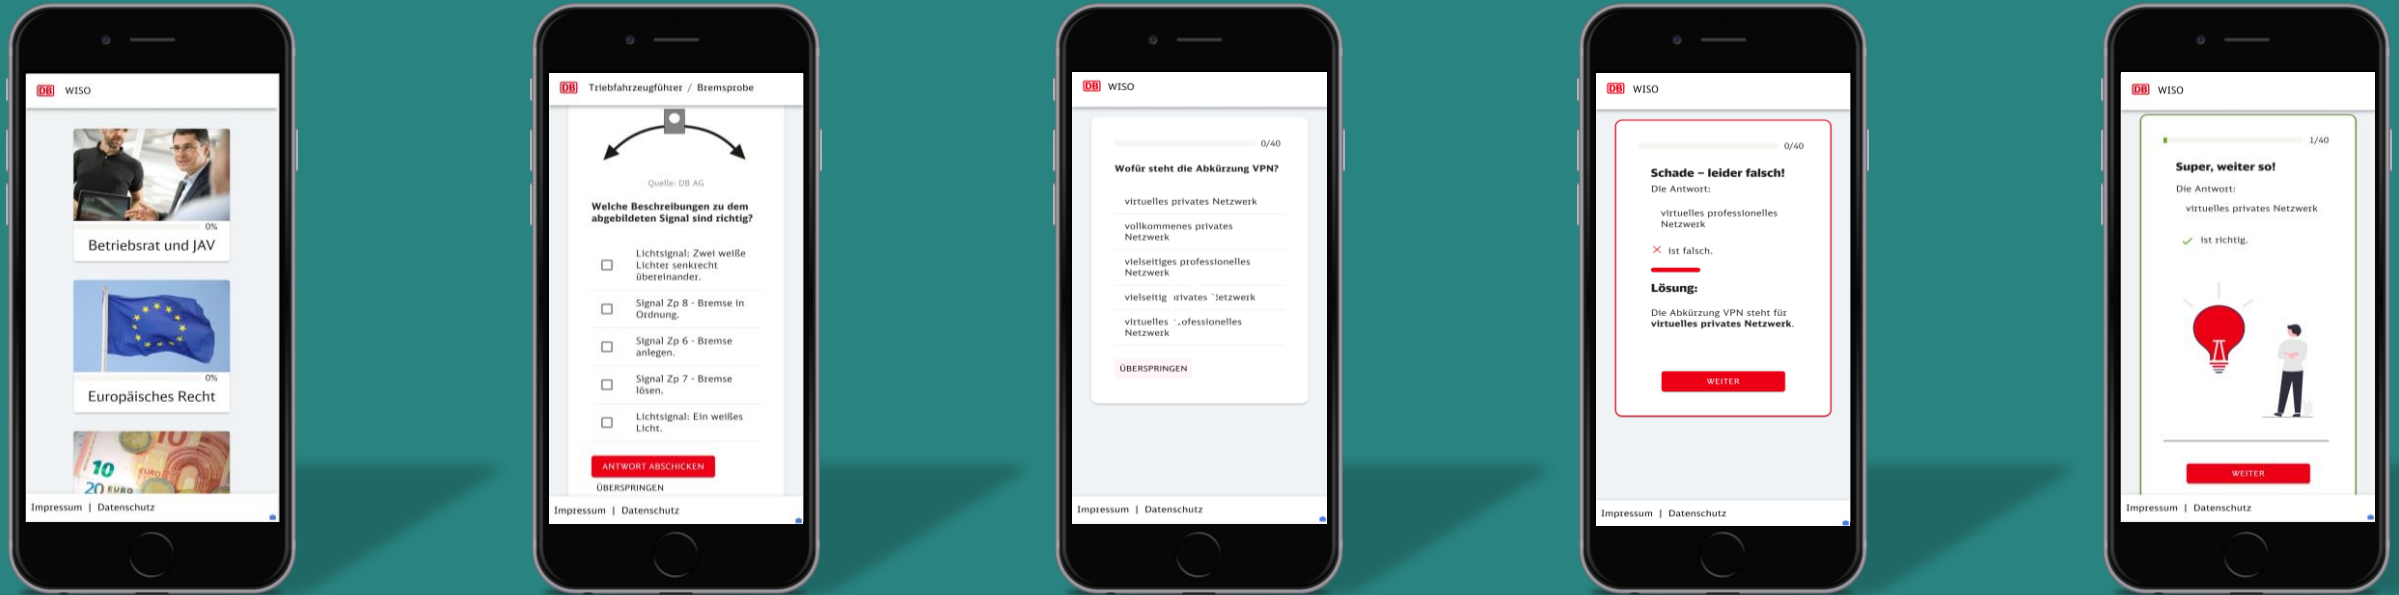 DB WISO
0%
Betriebsrat und JAV
0%
Europäisches Recht
10
10
EURO
20 EURO
Impressum | Datenschutz
DB Triebfahrzeugführer / Bremsprobe
Quelle: DB AG
Welche Beschreibungen zu dem
abgebildeten Signal sind richtig?
Lichtsignal: Zwei weiße
Lichter senkrecht
übereinander.
Signal Zp 8 - Bremse in
Ordnung.
Signal Zp 6 - Bremse
anlegen.
Signal Zp 7 - Bremse
lösen.
Lichtsignal: Ein weißes
Licht.
ANTWORT ABSCHICKEN
ÜBERSPRINGEN
Impressum | Datenschutz
DB WISO
0/40
Wofür steht die Abkürzung VPN?
virtuelles privates Netzwerk
vollkommenes privates
Netzwerk
vielseitiges professionelles
Netzwerk
virtuelles
Netzwerk
ÜBERSPRINGEN
Impressum | Datenschutz
DB WISO
0/40
Schade – leider falsch!
Die Antwort:
virtuelles professionelles
Netzwerk
ist falsch.
Lösung:
Die Abkürzung VPN steht für
virtuelles privates Netzwerk.
WEITER
Impressum | Datenschutz
DB WISO
1/40
Super, weiter so!
Die Antwort:
virtuelles privates Netzwerk
ist richtig.
WEITER
Impressum | Datenschutz